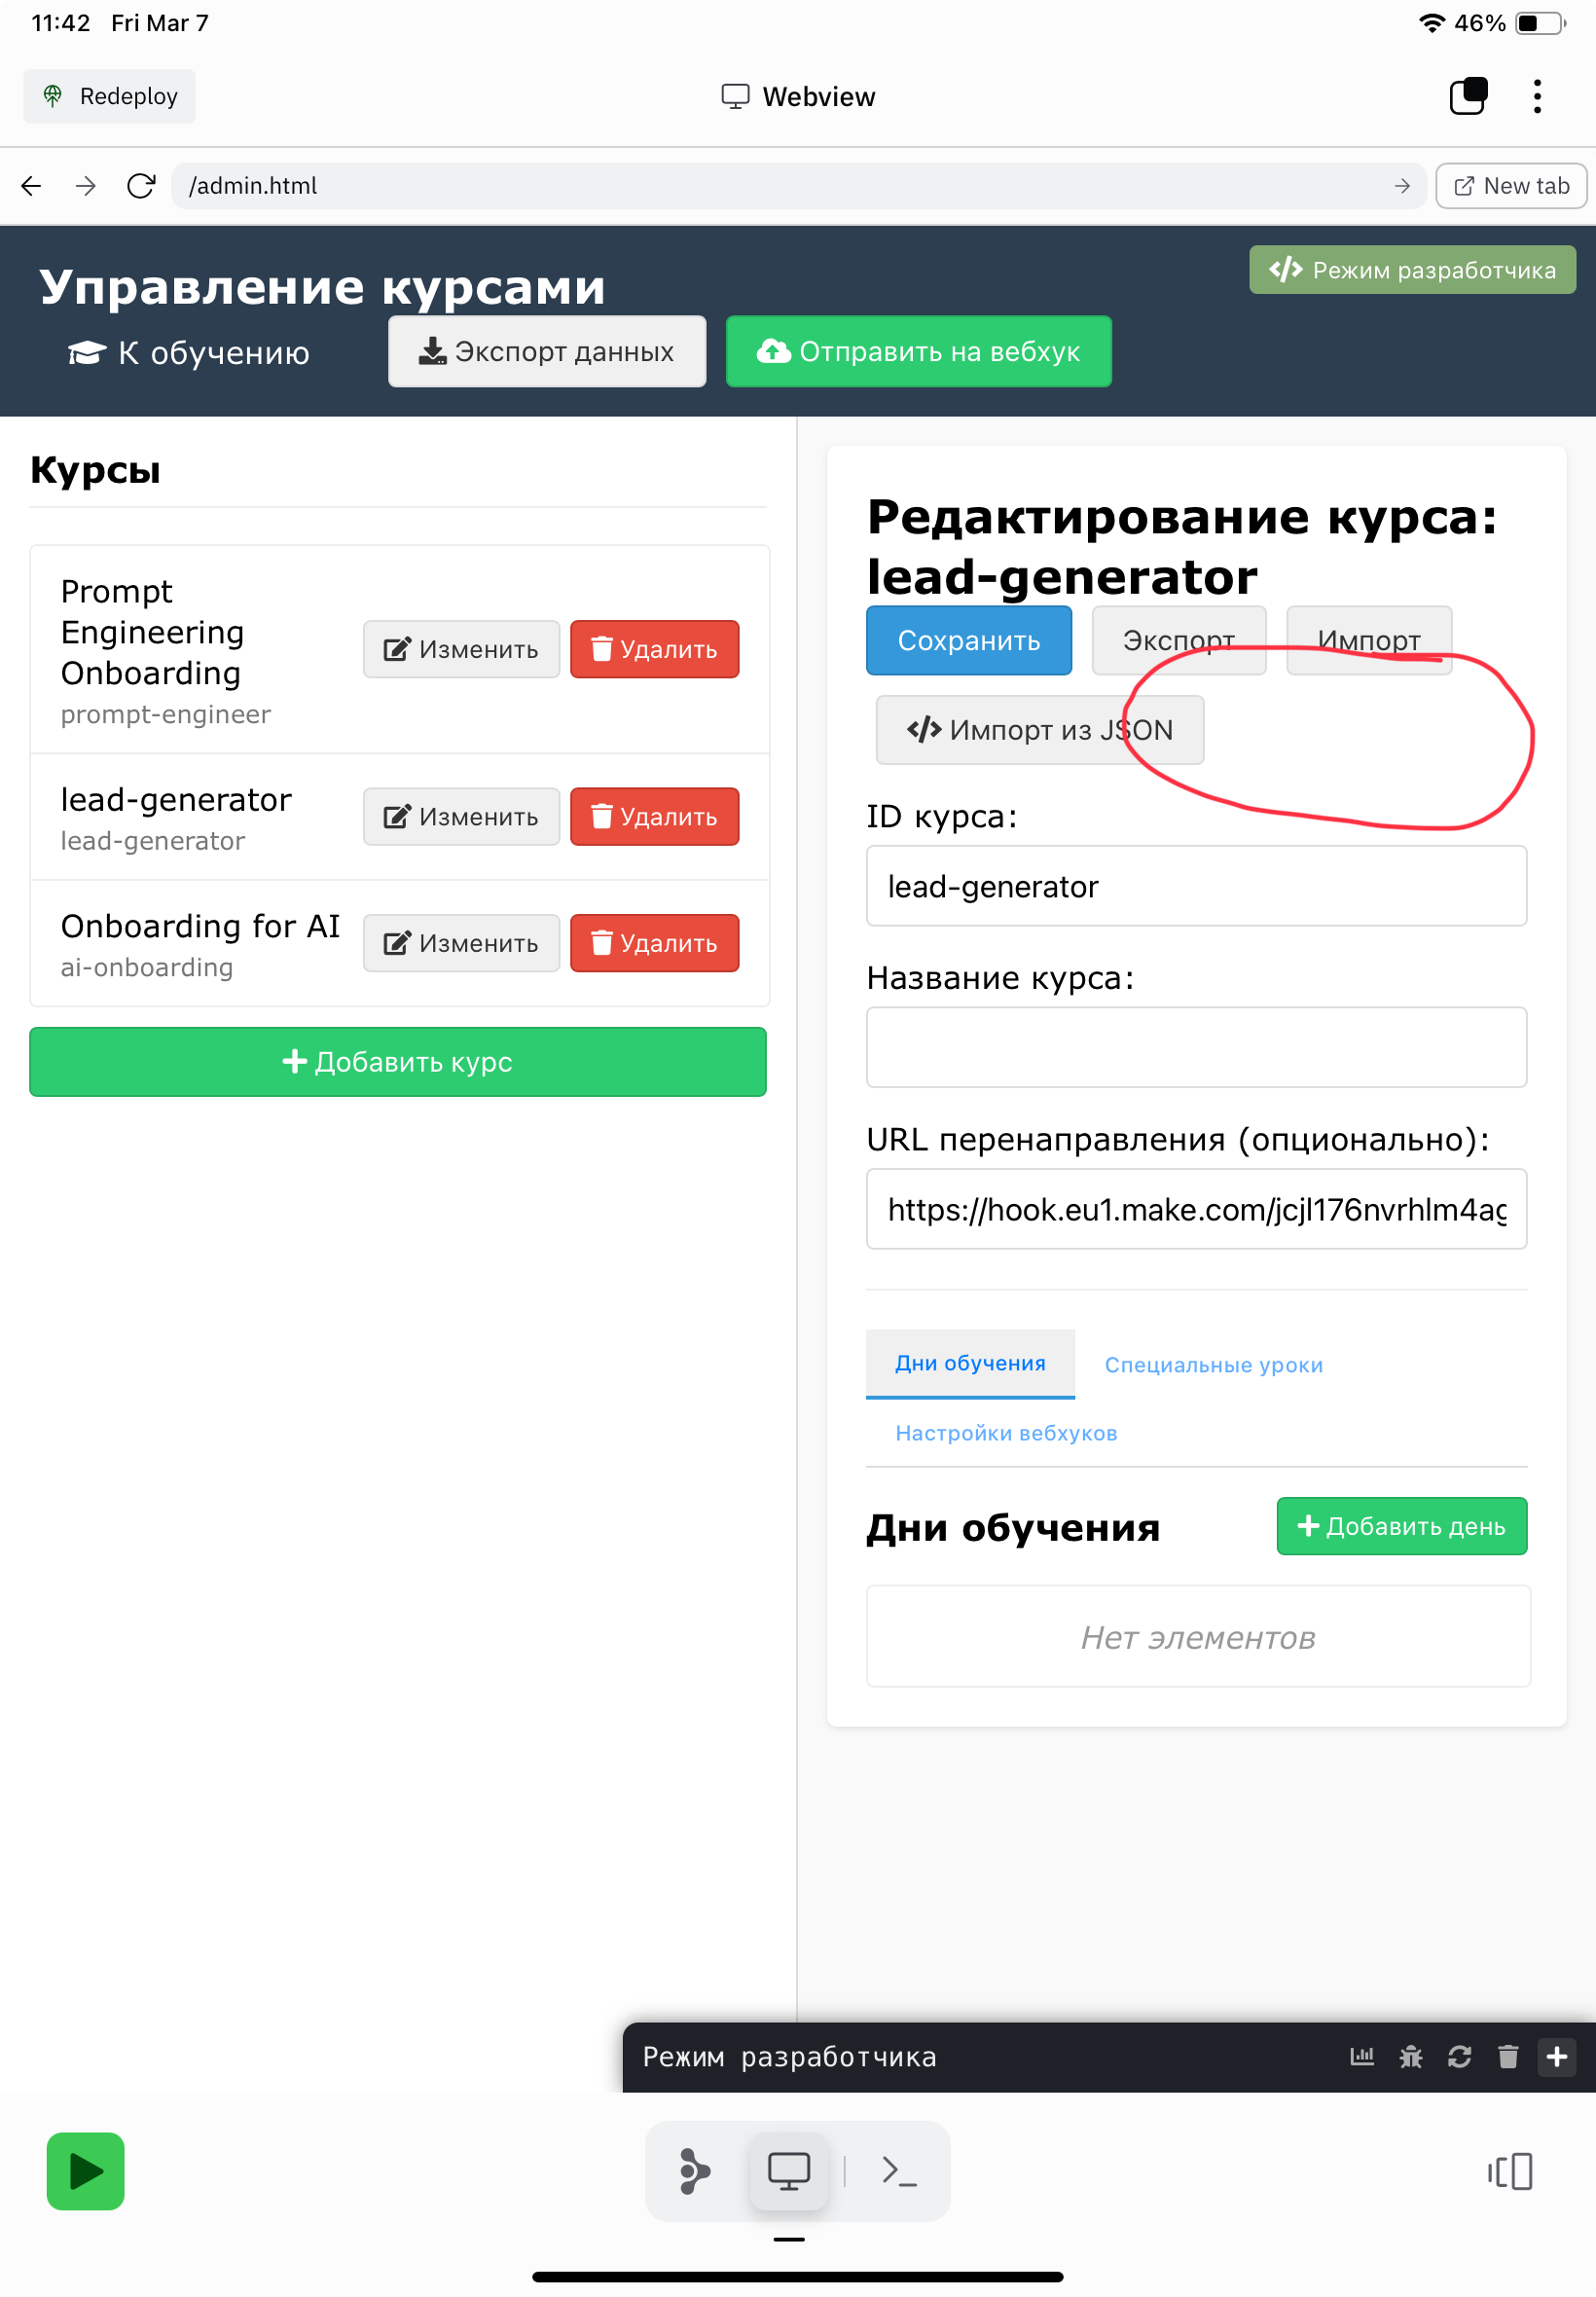 11:42 Fri Mar 7
46%
Redeploy
Webview
/admin.html
New tab
Управление курсами
Режим разработчика
К обучению
Экспорт данных
Отправить на вебхук
Курсы
Prompt
Engineering
Onboarding
prompt-engineer
Изменить
Удалить
lead-generator
lead-generator
Изменить
Удалить
Onboarding for AI
ai-onboarding
Изменить
Удалить
Добавить курс
Редактирование курса:
lead-generator
Сохранить
Экспорт
Импорт
Импорт из JSON
ID курса:
lead-generator
Название курса:
URL перенаправления (опционально):
https://hook.eu1.make.com/jcjl176nvrhlm4ag
Дни обучения
Специальные уроки
Настройки вебхуков
Дни обучения
Добавить день
Нет элементов
Режим разработчика